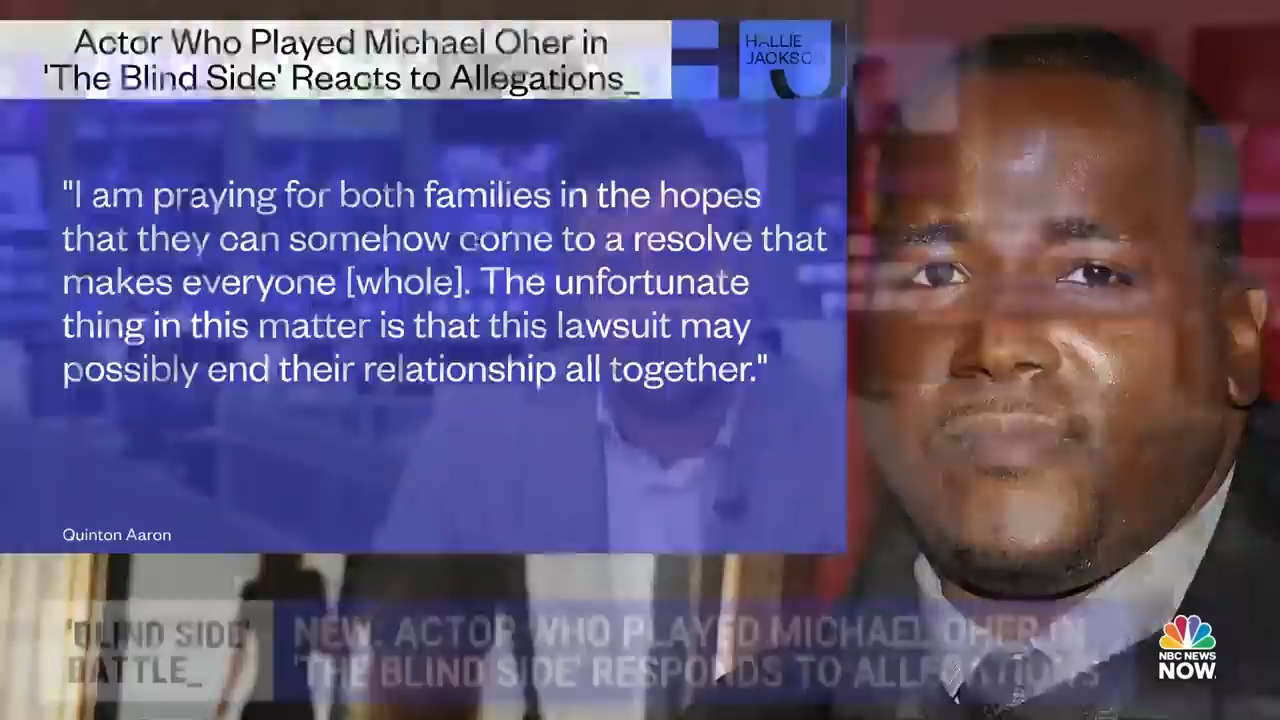 Actor Who Played Michael Oher in
'The Blind Side' Reacts to Allegations_
HALLIE
"I am praying for both families in the hopes
that they can somehow come to a resolve that
makes everyone [whole]. The unfortunate
thing in this matter is that this lawsuit may
possibly end their relationship all together."
Quinton Aaron
'BLIND SIDE'
BATTLE_
NEW: ACTOR WHO PLAYED MICHAEL OHER IN
'THE BLIND SIDE' RESPONDS TO ALLEGATIONS
NBC NEWS
NOW